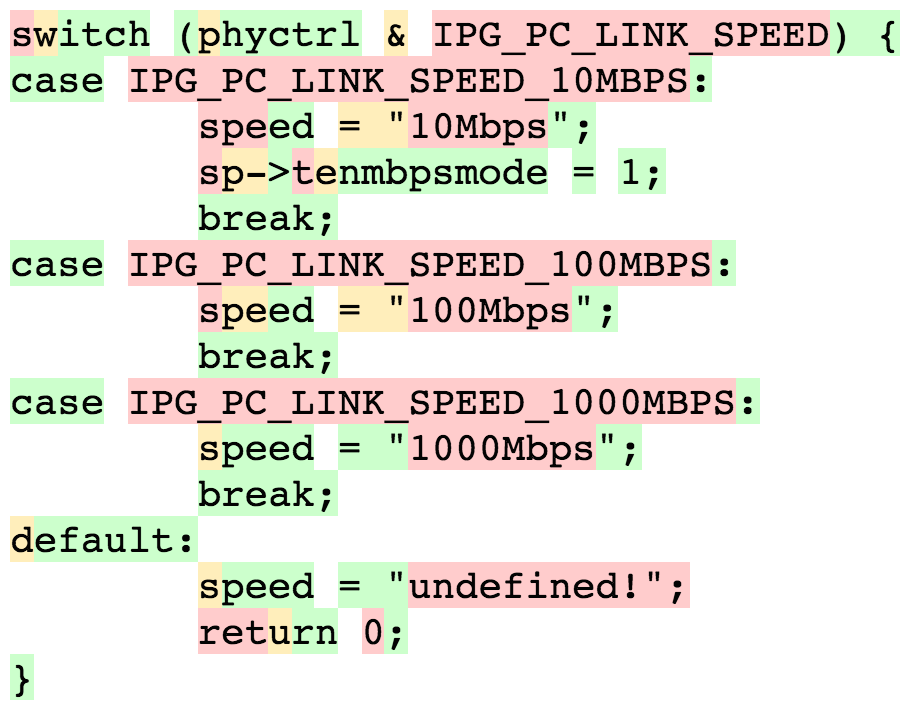 switch (phyctrl & IPG_PC_LINK_SPEED) {
case IPG_PC_LINK_SPEED_10MBPS:
        speed = "10Mbps";
        sp->tenmbpsmode = 1;
        break;
case IPG_PC_LINK_SPEED_100MBPS:
        speed = "100Mbps";
        break;
case IPG_PC_LINK_SPEED_1000MBPS:
        speed = "1000Mbps";
        break;
default:
        speed = "undefined!";
        return 0;
}